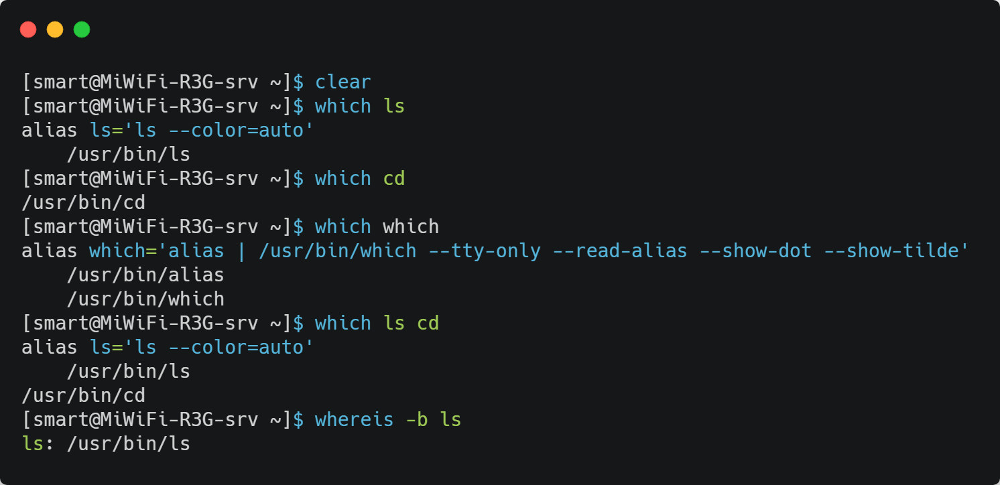 [smart@MiWiFi-R3G-srv ~]$ clear
[smart@MiWiFi-R3G-srv ~]$ which ls
alias ls='ls --color=auto'
    /usr/bin/ls
[smart@MiWiFi-R3G-srv ~]$ which cd
/usr/bin/cd
[smart@MiWiFi-R3G-srv ~]$ which which
alias which='alias | /usr/bin/which --tty-only --read-alias --show-dot --show-tilde'
    /usr/bin/alias
    /usr/bin/which
[smart@MiWiFi-R3G-srv ~]$ which ls cd
alias ls='ls --color=auto'
    /usr/bin/ls
/usr/bin/cd
[smart@MiWiFi-R3G-srv ~]$ whereis -b ls
ls: /usr/bin/ls